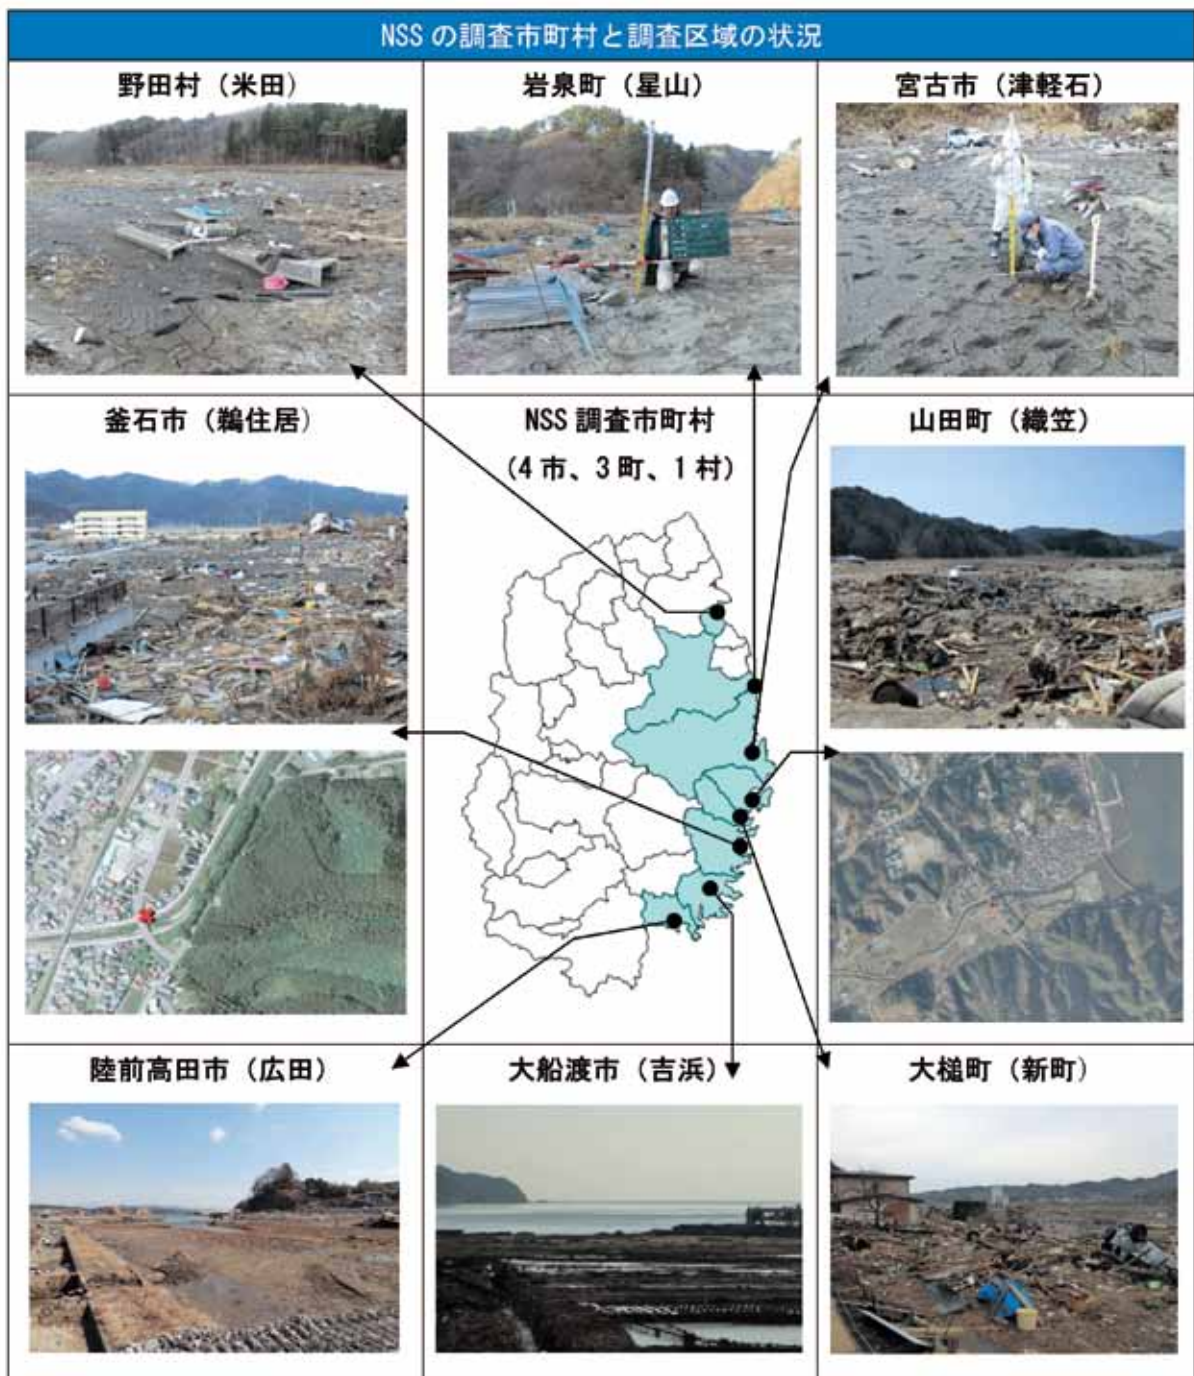 NSS の調査市町村と調査区域の状況
野田村（米田）
岩泉町（星山）
宮古市（津軽石）
釜石市（鵜住居）
NSS 調査市町村
（4 市、3 町、1 村）
山田町（織笠）
陸前高田市（広田）
大船渡市（吉浜）
大槌町（新町）